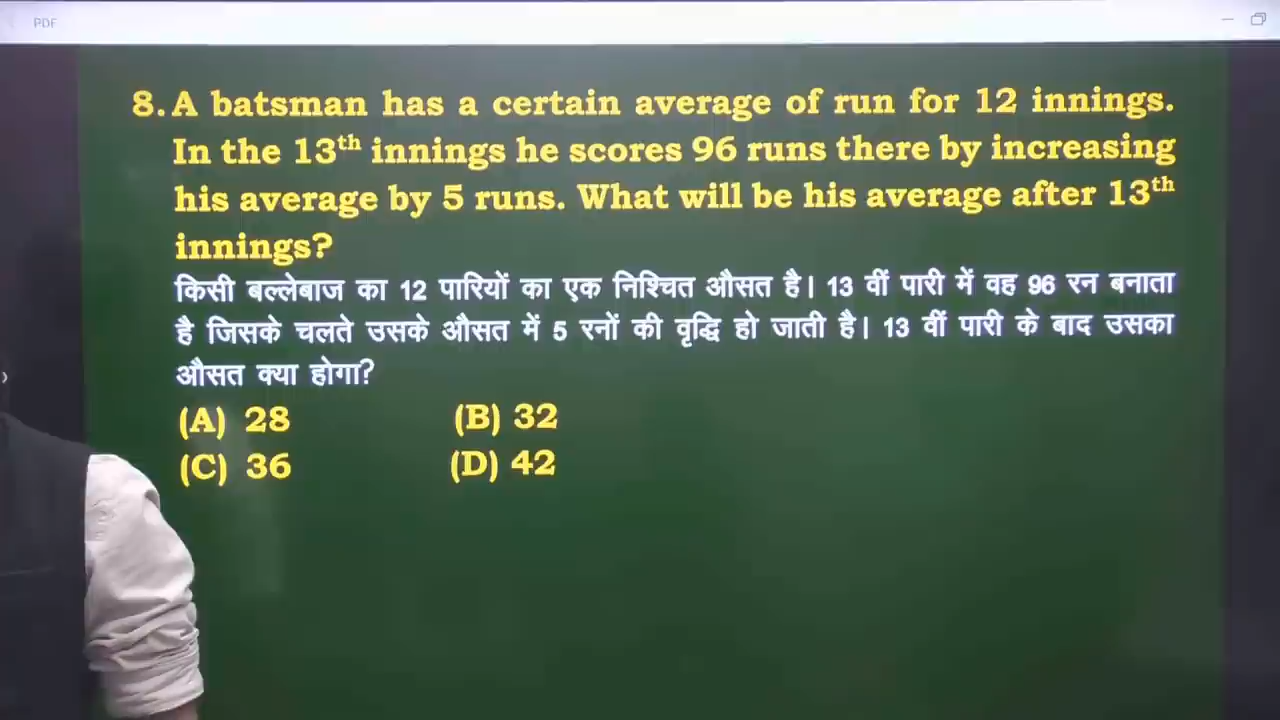 PDF
8. A batsman has a certain average of run for 12 innings.
In the 13th innings he scores 96 runs there by increasing
his average by 5 runs. What will be his average after 13th
innings?
किसी बल्लेबाज का 12 पारियों का एक निश्चित औसत है। 13 वीं पारी में वह 96 रन बनाता
है जिसके चलते उसके औसत में 5 रनों की वृद्धि हो जाती है। 13 वीं पारी के बाद उसका
औसत क्या होगा?
(A) 28 (B) 32
(C) 36 (D) 42